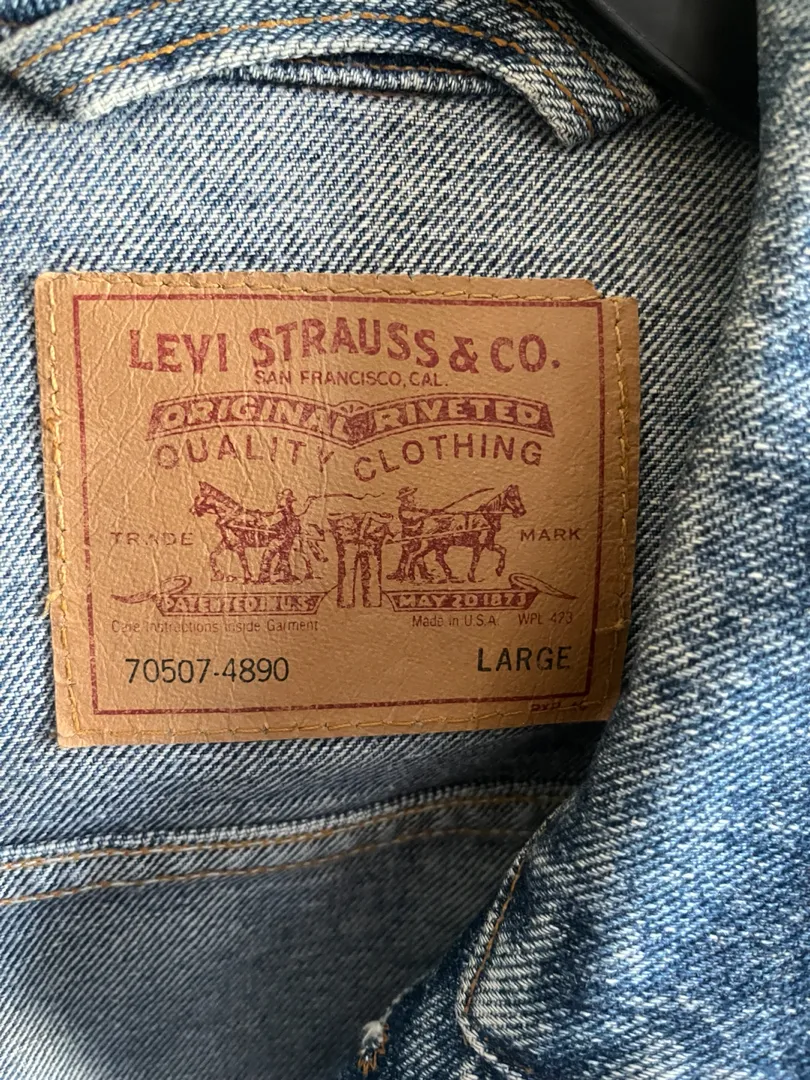 LEVI STRAUSS & CO.
SAN FRANCISCO, CAL.
ORIGINAL RIVETED
QUALITY CLOTHING
TRADE MARK
PATENTED IN U.S. MAY 20 1873
Care Instructions Inside Garment Made in U.S.A. WPL 423
70507-4890 LARGE